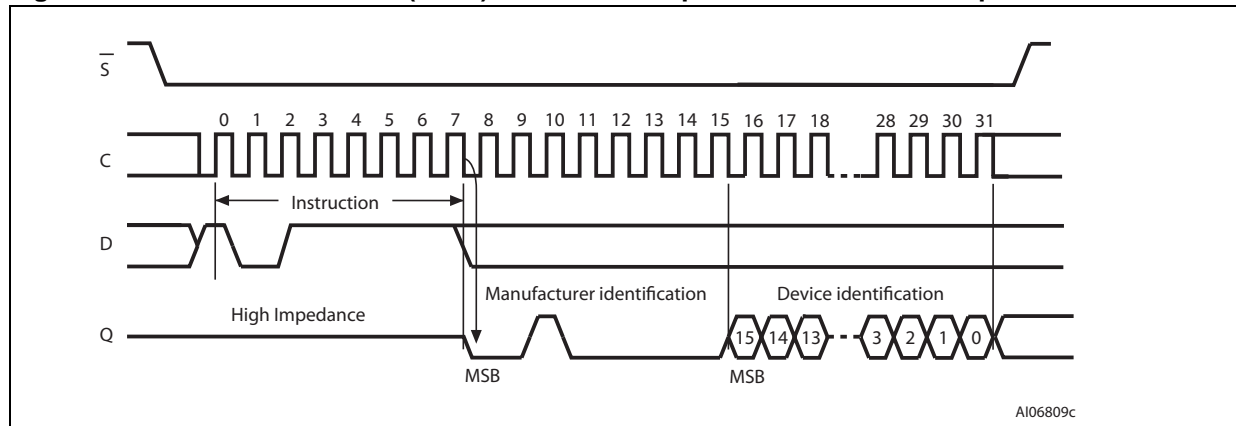 S
0 1 2 3 4 5 6 7 8 9 10 11 12 13 14 15 16 17 18 28 29 30 31
C
Instruction
D
Manufacturer identification Device identification
High Impedance
Q
15 14 13 3 2 1 0
MSB MSB
AI06809c